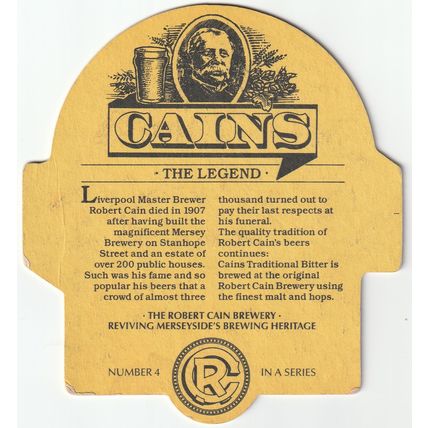 CAINS
· THE LEGEND ·
Liverpool Master Brewer
Robert Cain died in 1907
after having built the
magnificent Mersey
Brewery on Stanhope
Street and an estate of
over 200 public houses.
Such was his fame and so
popular his beers that a
crowd of almost three
thousand turned out to
pay their last respects at
his funeral.
The quality tradition of
Robert Cain's beers
continues:
Cains Traditional Bitter is
brewed at the original
Robert Cain Brewery using
the finest malt and hops.
· THE ROBERT CAIN BREWERY ·
REVIVING MERSEYSIDE'S BREWING HERITAGE
NUMBER 4
RC
IN A SERIES